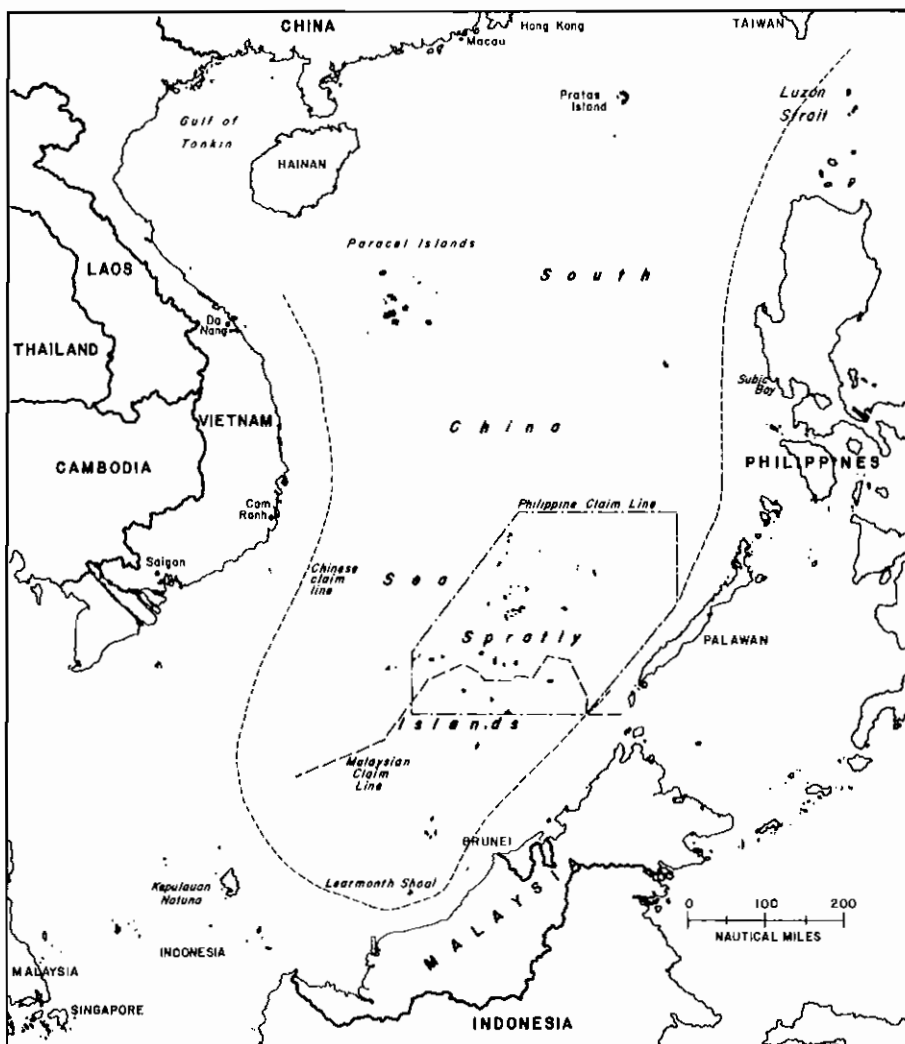 CHINA
Hong Kong
Macau
TAIWAN
Pratas
Island
Luzon
Strait
Gulf of
Tonkin
HAINAN
Paracel Islands
LAOS
South
Da
Nang
THAILAND
Subic
Bay
VIETNAM
China
CAMBODIA
PHILIPPINES
Cam
Ranh
Philippine Claim Line
Saigon
Chinese
claim
line
Sea
Spratly
PALAWAN
Islands
Malaysian
Claim
Line
BRUNEI
Learmonth Shoal
Kepulauan
Natuna
MALAYSI
0 100 200
NAUTICAL MILES
INDONESIA
MALAYSIA
SINGAPORE
INDONESIA